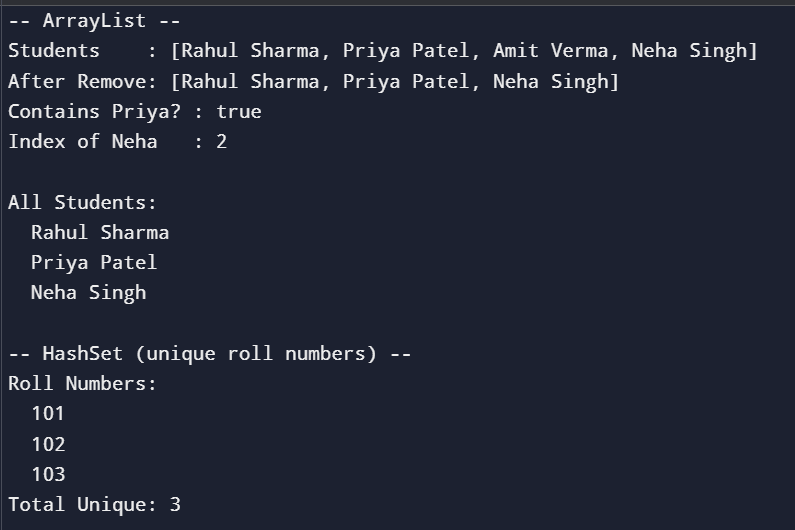 -- ArrayList --
Students    : [Rahul Sharma, Priya Patel, Amit Verma, Neha Singh]
After Remove: [Rahul Sharma, Priya Patel, Neha Singh]
Contains Priya? : true
Index of Neha   : 2

All Students:
  Rahul Sharma
  Priya Patel
  Neha Singh

-- HashSet (unique roll numbers) --
Roll Numbers:
  101
  102
  103
Total Unique: 3